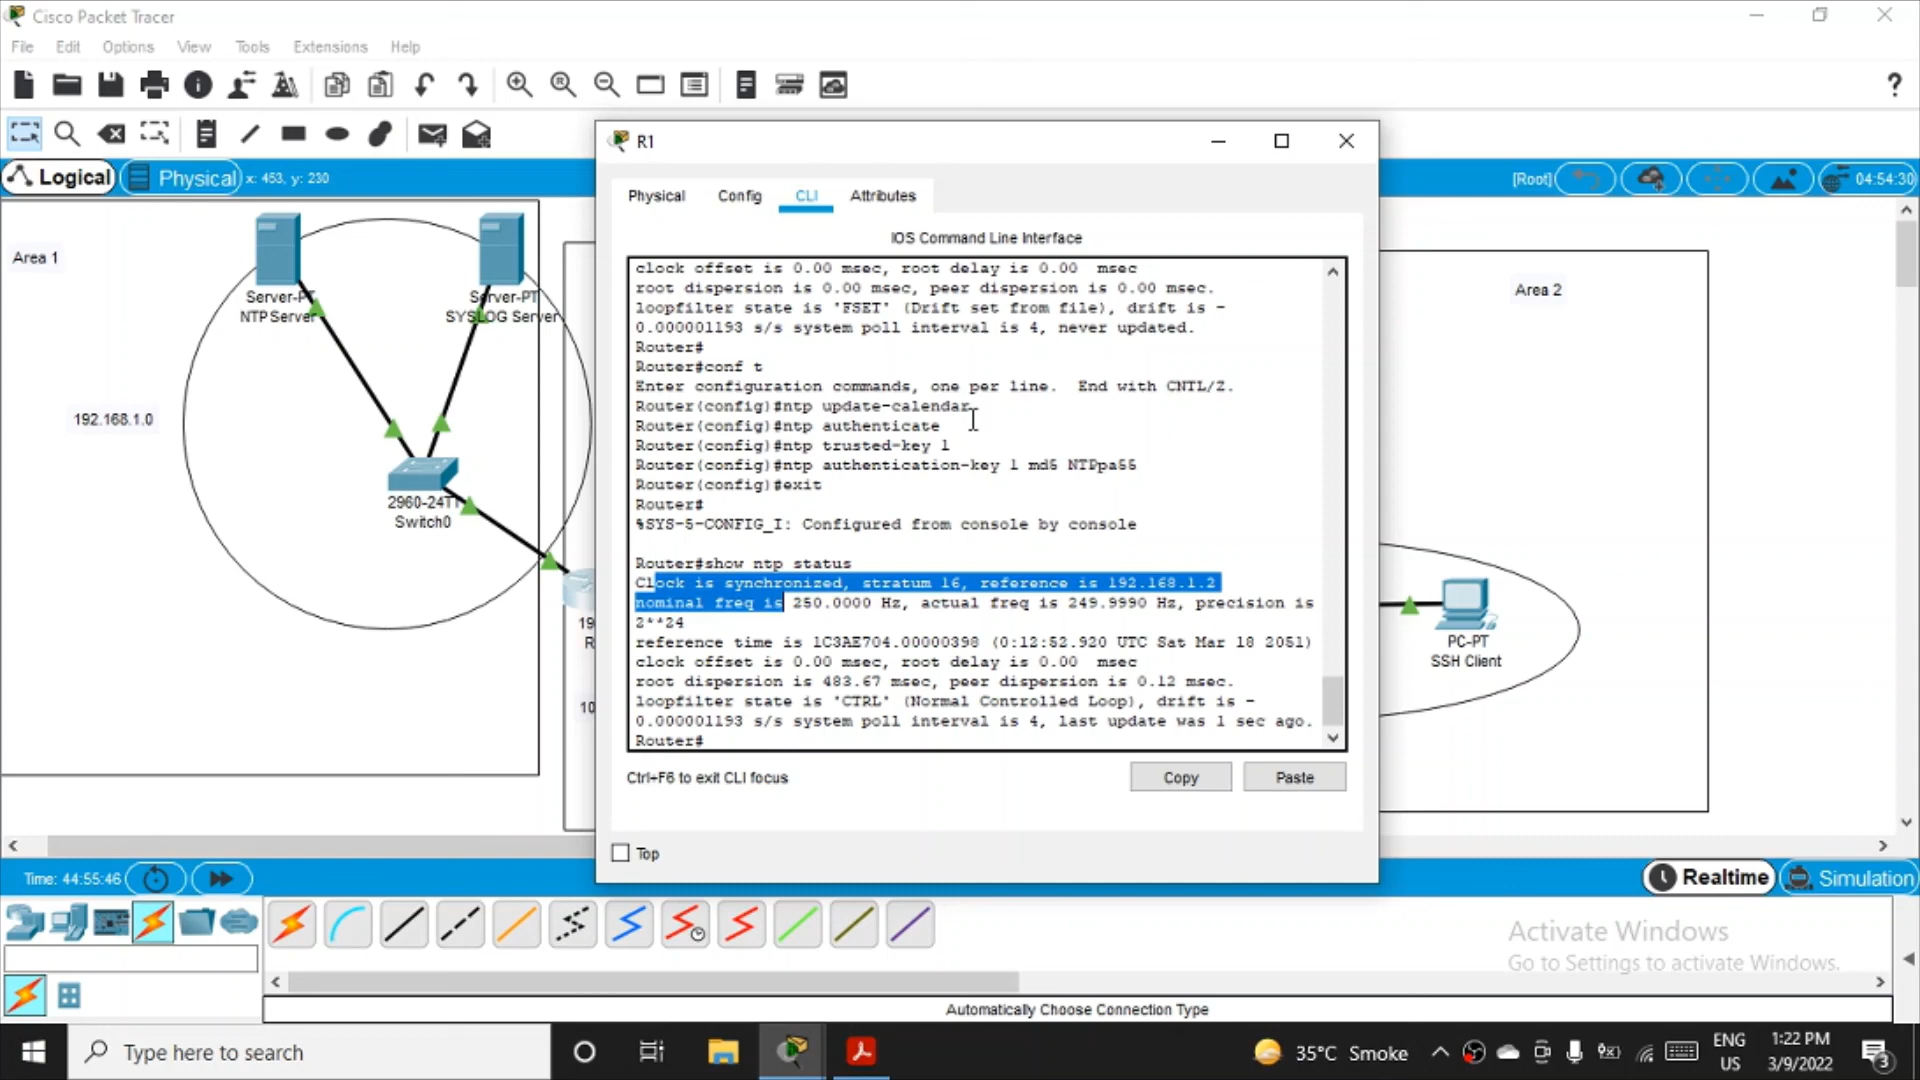 Cisco Packet Tracer
File Edit Options View Tools Extensions Help
?
Logical
Physical
x: 453, y: 230
[Root]
04:54:30
Area 1
Server-PT
NTP Server
Server-PT
SYSLOG Server
192.168.1.0
2960-24TT
Switch0
19
R
10
R1
Physical Config CLI Attributes
IOS Command Line Interface
clock offset is 0.00 msec, root delay is 0.00 msec
root dispersion is 0.00 msec, peer dispersion is 0.00 msec.
loopfilter state is 'FSET' (Drift set from file), drift is -
0.000001193 s/s system poll interval is 4, never updated.
Router#
Router#conf t
Enter configuration commands, one per line. End with CNTL/Z.
Router(config)#ntp update-calendar
Router(config)#ntp authenticate
Router(config)#ntp trusted-key 1
Router(config)#ntp authentication-key 1 md5 NTPpa55
Router(config)#exit
Router#
%SYS-5-CONFIG_I: Configured from console by console
Router#show ntp status
Clock is synchronized, stratum 16, reference is 192.168.1.2
nominal freq is 250.0000 Hz, actual freq is 249.9990 Hz, precision is
2**24
reference time is 1C3AE704.00000398 (0:12:52.920 UTC Sat Mar 18 2051)
clock offset is 0.00 msec, root delay is 0.00 msec
root dispersion is 483.67 msec, peer dispersion is 0.12 msec.
loopfilter state is 'CTRL' (Normal Controlled Loop), drift is -
0.000001193 s/s system poll interval is 4, last update was 1 sec ago.
Router#
Ctrl+F6 to exit CLI focus
Copy
Paste
Top
Area 2
PC-PT
SSH Client
Time: 44:55:46
Realtime
Simulation
Activate Windows
Go to Settings to activate Windows.
Automatically Choose Connection Type
Type here to search
35°C Smoke
ENG
US
1:22 PM
3/9/2022
3